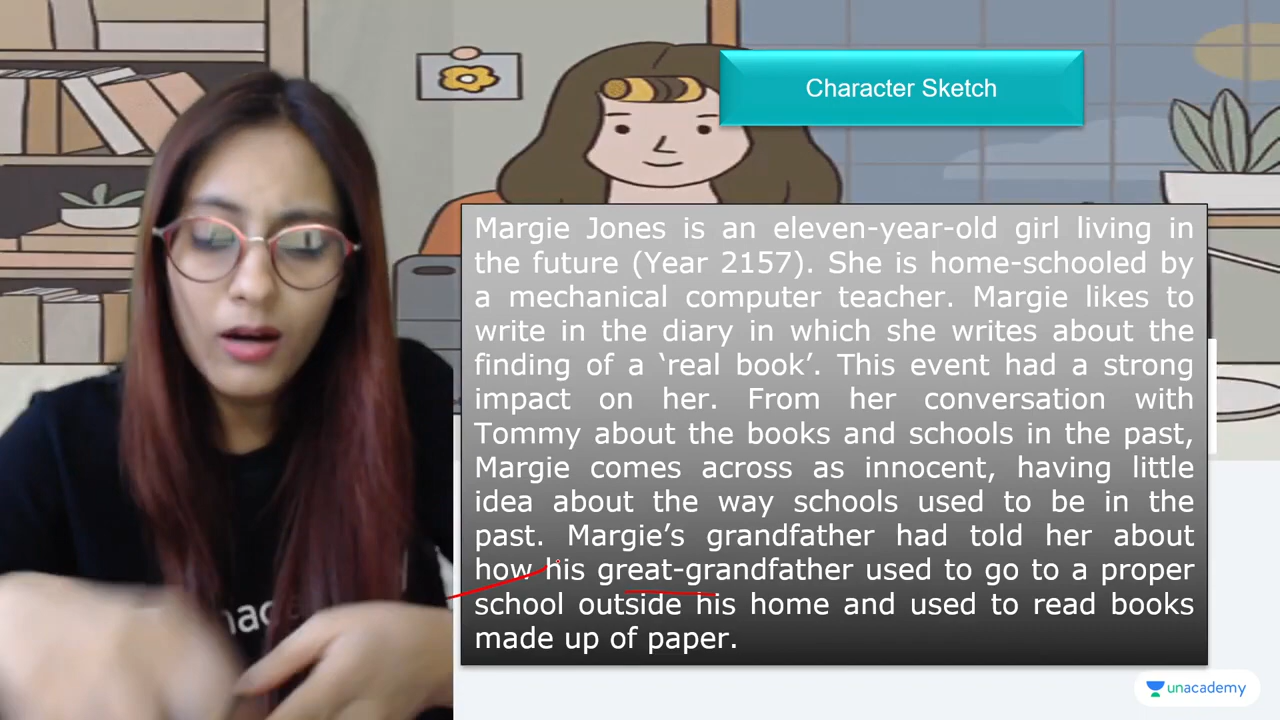 Character Sketch
Margie Jones is an eleven-year-old girl living in
the future (Year 2157). She is home-schooled by
a mechanical computer teacher. Margie likes to
write in the diary in which she writes about the
finding of a ‘real book’. This event had a strong
impact on her. From her conversation with
Tommy about the books and schools in the past,
Margie comes across as innocent, having little
idea about the way schools used to be in the
past. Margie’s grandfather had told her about
how his great-grandfather used to go to a proper
school outside his home and used to read books
made up of paper.
unacademy